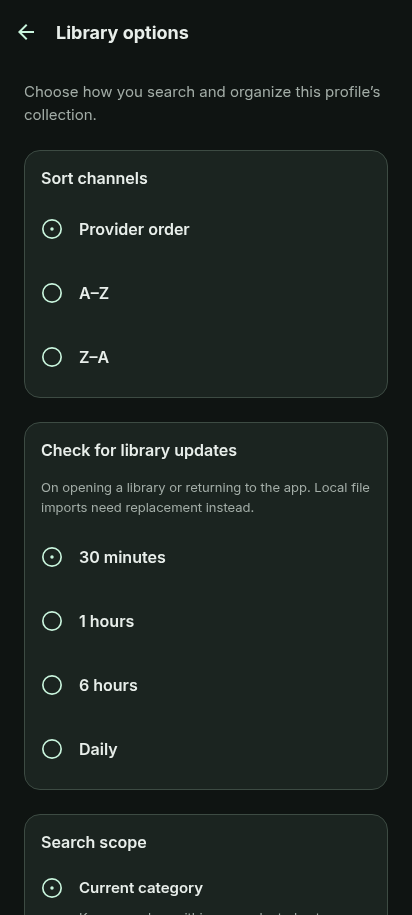 Library options
Choose how you search and organize this profile’s
collection.
Sort channels
Provider order
A–Z
Z–A
Check for library updates
On opening a library or returning to the app. Local file
imports need replacement instead.
30 minutes
1 hours
6 hours
Daily
Search scope
Current category